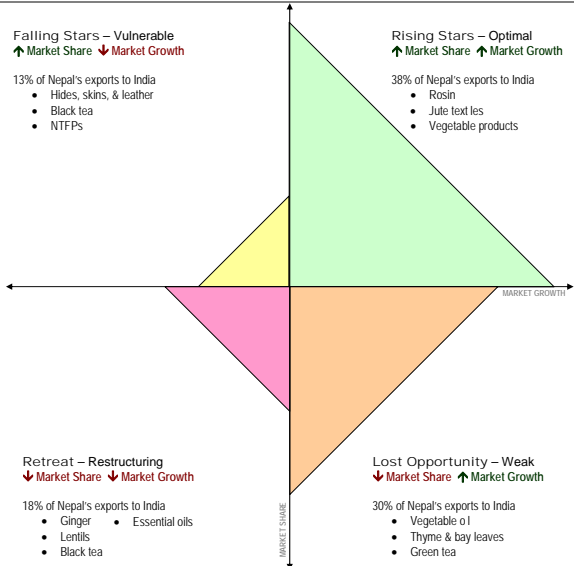 Falling Stars – Vulnerable
↑ Market Share ↓ Market Growth
13% of Nepal's exports to India
• Hides, skins, & leather
• Black tea
• NTFPs
Rising Stars – Optimal
↑ Market Share ↑ Market Growth
38% of Nepal's exports to India
• Rosin
• Jute text les
• Vegetable products
MARKET GROWTH
Retreat – Restructuring
↓ Market Share ↓ Market Growth
18% of Nepal's exports to India
• Ginger • Essential oils
• Lentils
• Black tea
MARKET SHARE
Lost Opportunity – Weak
↓ Market Share ↑ Market Growth
30% of Nepal's exports to India
• Vegetable o l
• Thyme & bay leaves
• Green tea